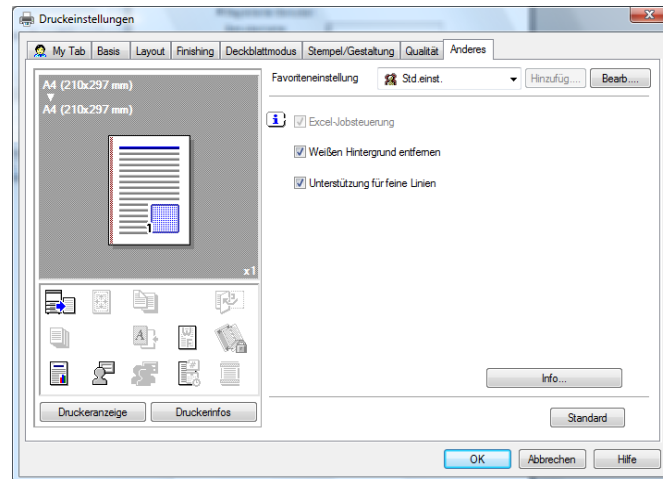 Druckeinstellungen
My Tab Basis Layout Finishing Deckblattmodus Stempel/Gestaltung Qualität Anderes
A4 (210x297 mm)
A4 (210x297 mm)
1
x1
Favoriteneinstellung Std.einst. Hinzufüg.... Bearb....
Excel-Jobsteuerung
Weißen Hintergrund entfernen
Unterstützung für feine Linien
Info...
Druckeranzeige Druckerinfos
Standard
OK Abbrechen Hilfe